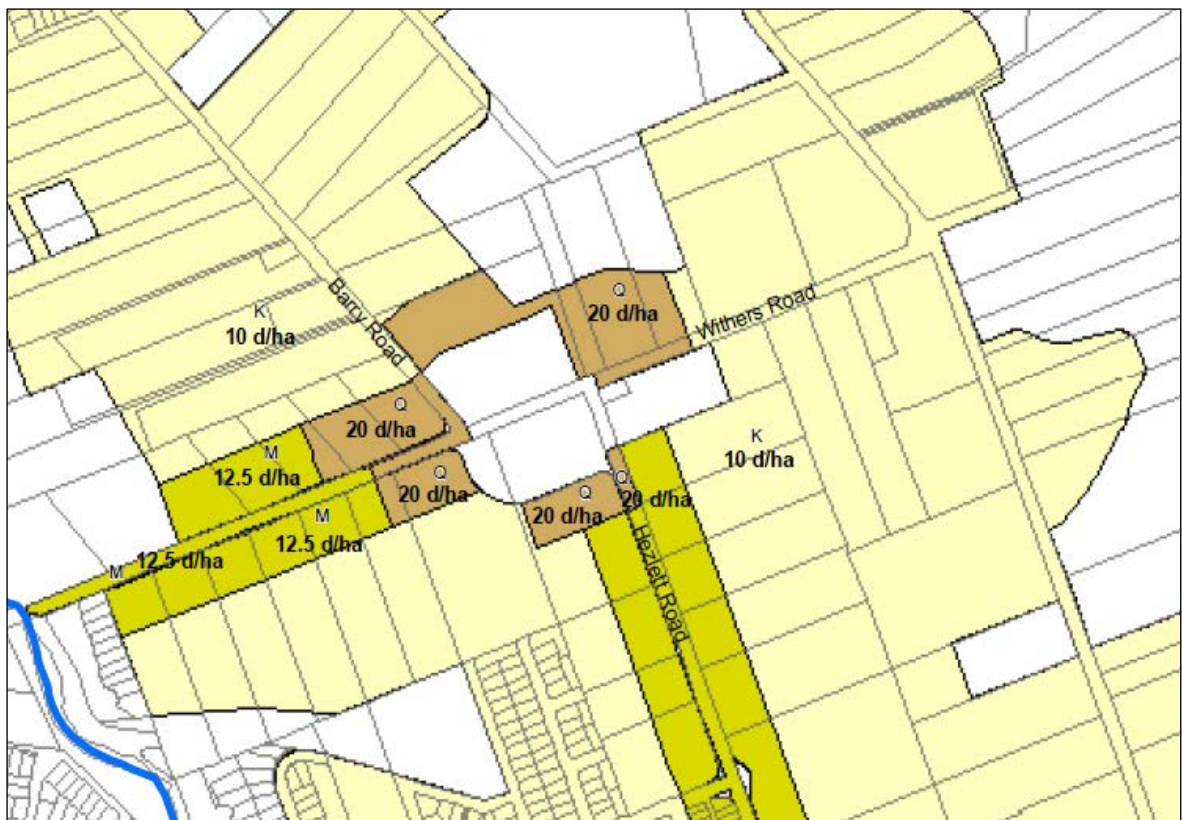 Q
20 d/ha
Withers Road
Barry Road
K
10 d/ha
Q
20 d/ha
K
10 d/ha
M
12.5 d/ha
Q
20 d/ha
Q
20 d/ha
Q
20 d/ha
M
12.5 d/ha
M
12.5 d/ha
Hezlett Road